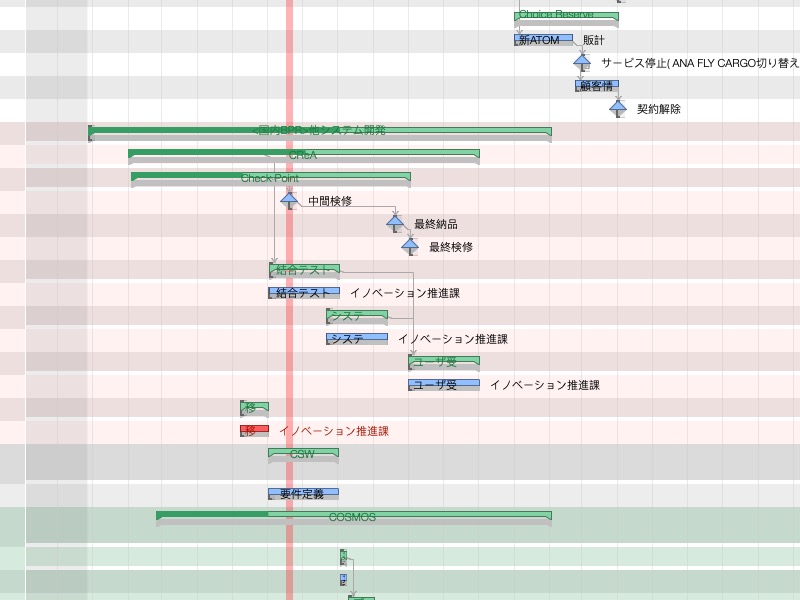 Choice Reserve
新ATOM 販計
サービス停止( ANA FLY CARGO切り替え
顧客情
契約解除
<国内BPR>他システム開発
CReA
Check Point
中間検修
最終納品
最終検修
結合テスト
結合テスト イノベーション推進課
システ
システ イノベーション推進課
ユーザ受
ユーザ受 イノベーション推進課
移
移 イノベーション推進課
CSW
要件定義
COSMOS